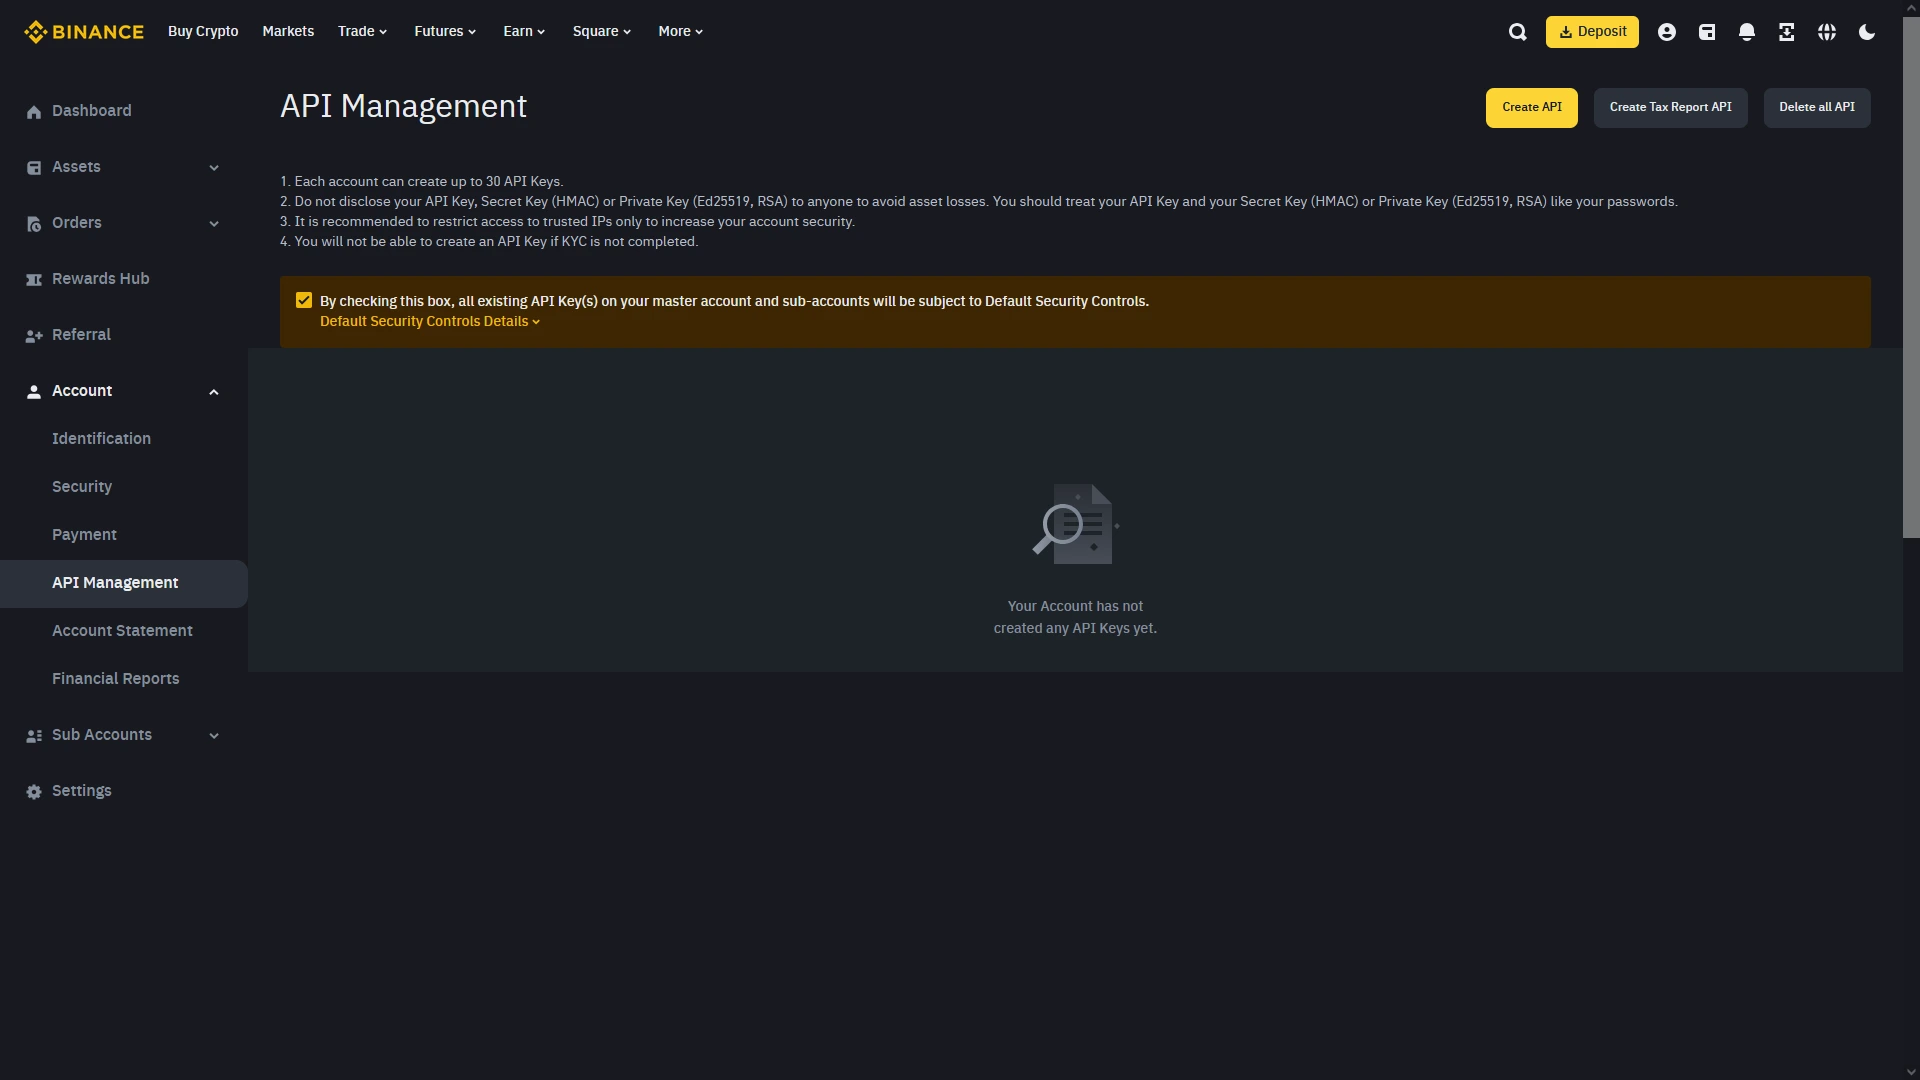 BINANCE Buy Crypto Markets Trade Futures Earn Square More Deposit
Dashboard
Assets
Orders
Rewards Hub
Referral
Account
Identification
Security
Payment
API Management
Account Statement
Financial Reports
Sub Accounts
Settings
API Management
Create API Create Tax Report API Delete all API
1. Each account can create up to 30 API Keys.
2. Do not disclose your API Key, Secret Key (HMAC) or Private Key (Ed25519, RSA) to anyone to avoid asset losses. You should treat your API Key and your Secret Key (HMAC) or Private Key (Ed25519, RSA) like your passwords.
3. It is recommended to restrict access to trusted IPs only to increase your account security.
4. You will not be able to create an API Key if KYC is not completed.
By checking this box, all existing API Key(s) on your master account and sub-accounts will be subject to Default Security Controls.
Default Security Controls Details
Your Account has not
created any API Keys yet.